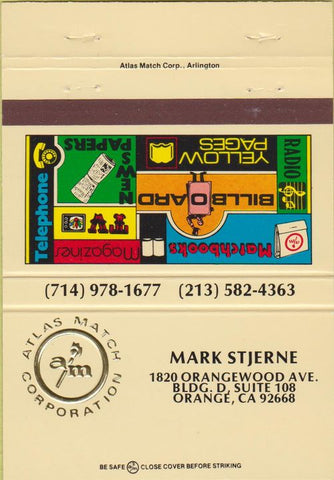 Atlas Match Corp., Arlington
Telephone
NEWS
PAPERS
YELLOW
PAGES
RADIO
BILLBOARD
TV
Magazines
Matchbooks
(714) 978-1677 (213) 582-4363
ATLAS MATCH
CORPORATION
am
MARK STJERNE
1820 ORANGEWOOD AVE.
BLDG. D, SUITE 108
ORANGE, CA 92668
BE SAFE CLOSE COVER BEFORE STRIKING